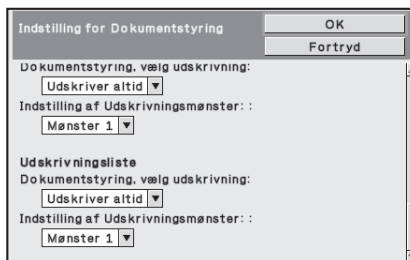 Indstilling for Dokumentstyring
OK
Fortryd
Dokumentstyring, vælg udskrivning:
Udskriver altid
Indstilling af Udskrivningsmønster: :
Mønster 1
Udskrivningsliste
Dokumentstyring, vælg udskrivning:
Udskriver altid
Indstilling af Udskrivningsmønster: :
Mønster 1